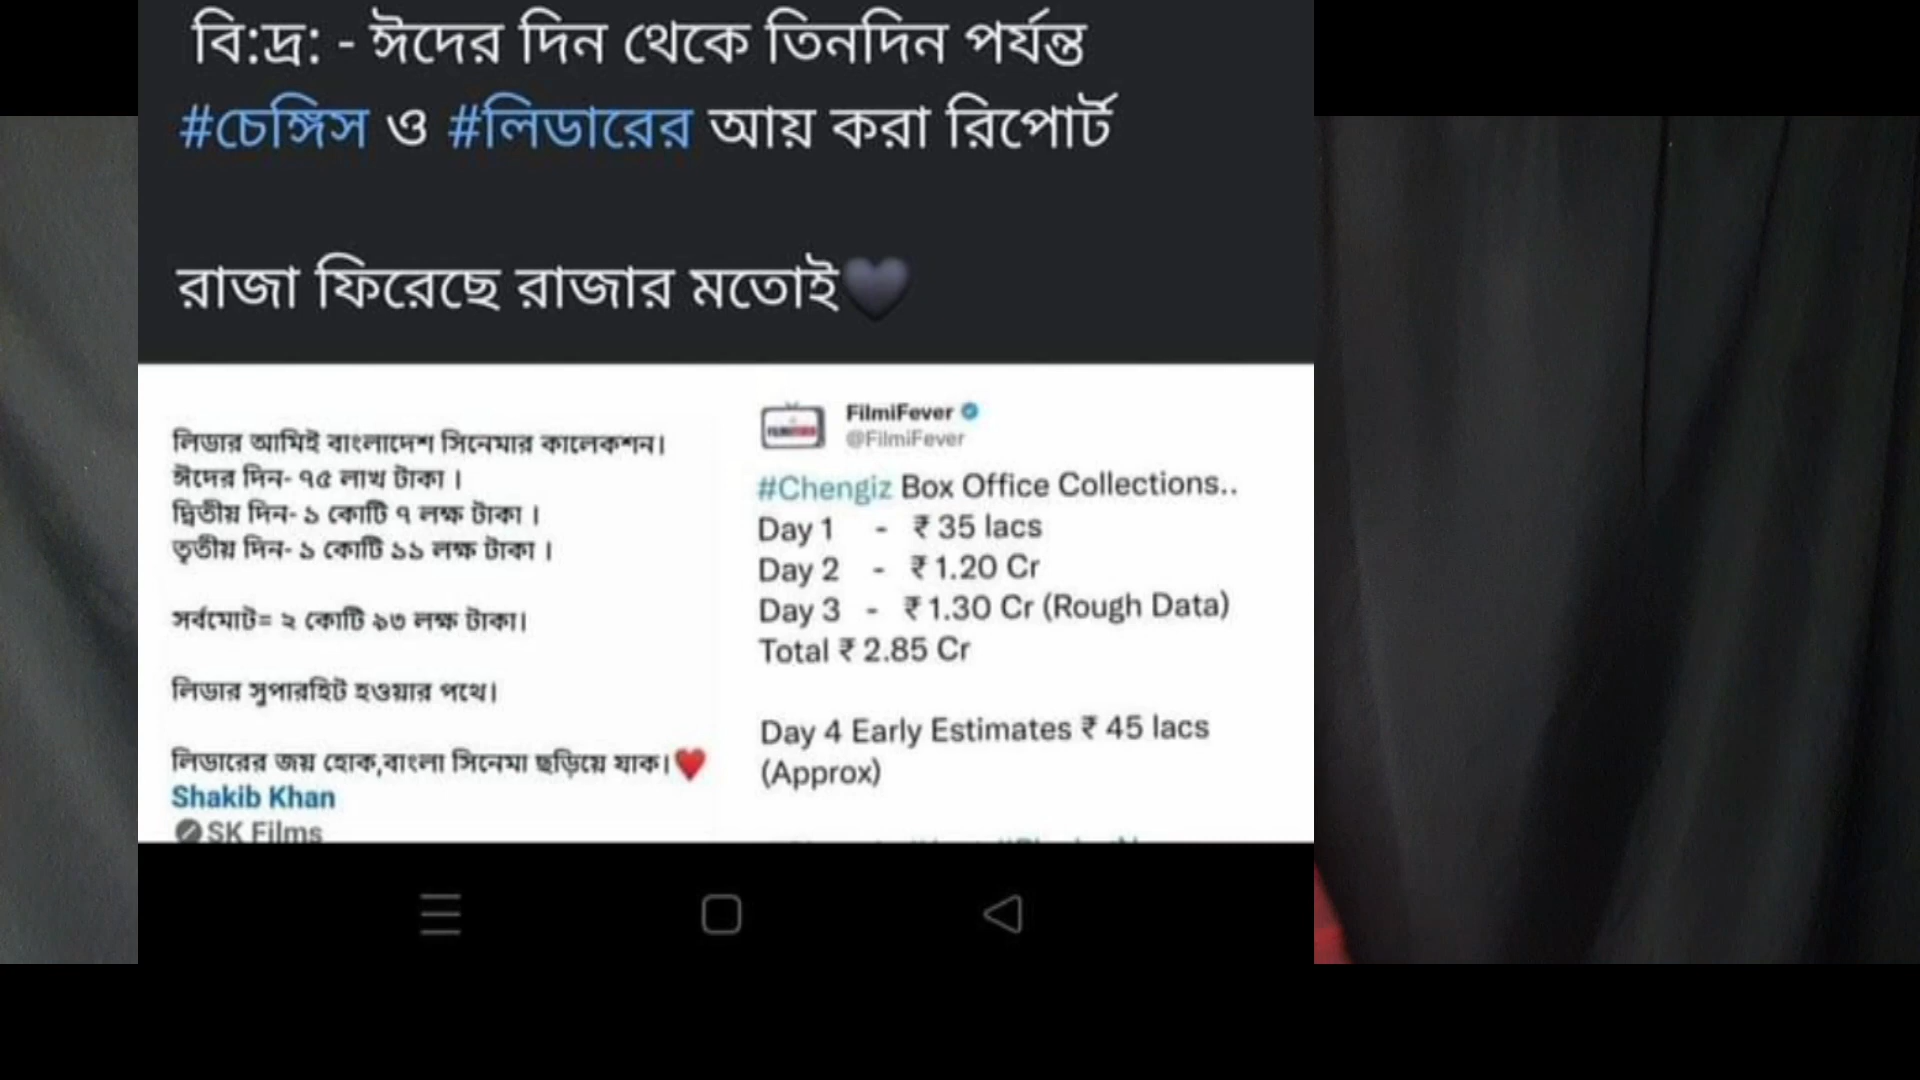 বি:দ্র: - ঈদের দিন থেকে তিনদিন পর্যন্ত
#চেঙ্গিস ও #লিডারের আয় করা রিপোর্ট
রাজা ফিরেছে রাজার মতোই🖤
লিডার আমিই বাংলাদেশ সিনেমার কালেকশন।
ঈদের দিন- ৭৫ লাখ টাকা ।
দ্বিতীয় দিন- ১ কোটি ৭ লক্ষ টাকা ।
তৃতীয় দিন- ১ কোটি ১১ লক্ষ টাকা ।
সর্বমোট= ২ কোটি ৯৩ লক্ষ টাকা।
লিডার সুপারহিট হওয়ার পথে।
লিডারের জয় হোক,বাংলা সিনেমা ছড়িয়ে যাক।❤️
Shakib Khan
SK Films
FilmiFever
@FilmiFever
#Chengiz Box Office Collections..
Day 1 - ₹ 35 lacs
Day 2 - ₹ 1.20 Cr
Day 3 - ₹ 1.30 Cr (Rough Data)
Total ₹ 2.85 Cr
Day 4 Early Estimates ₹ 45 lacs
(Approx)